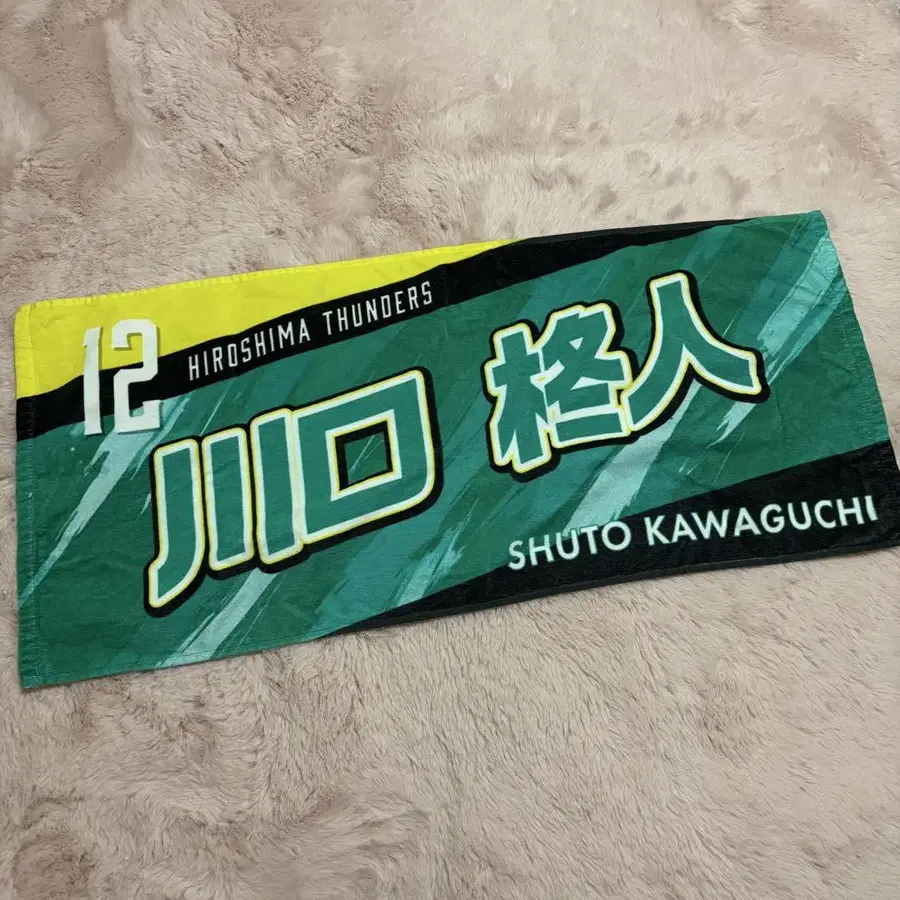 12
HIROSHIMA THUNDERS
川口 柊人
SHUTO KAWAGUCHI